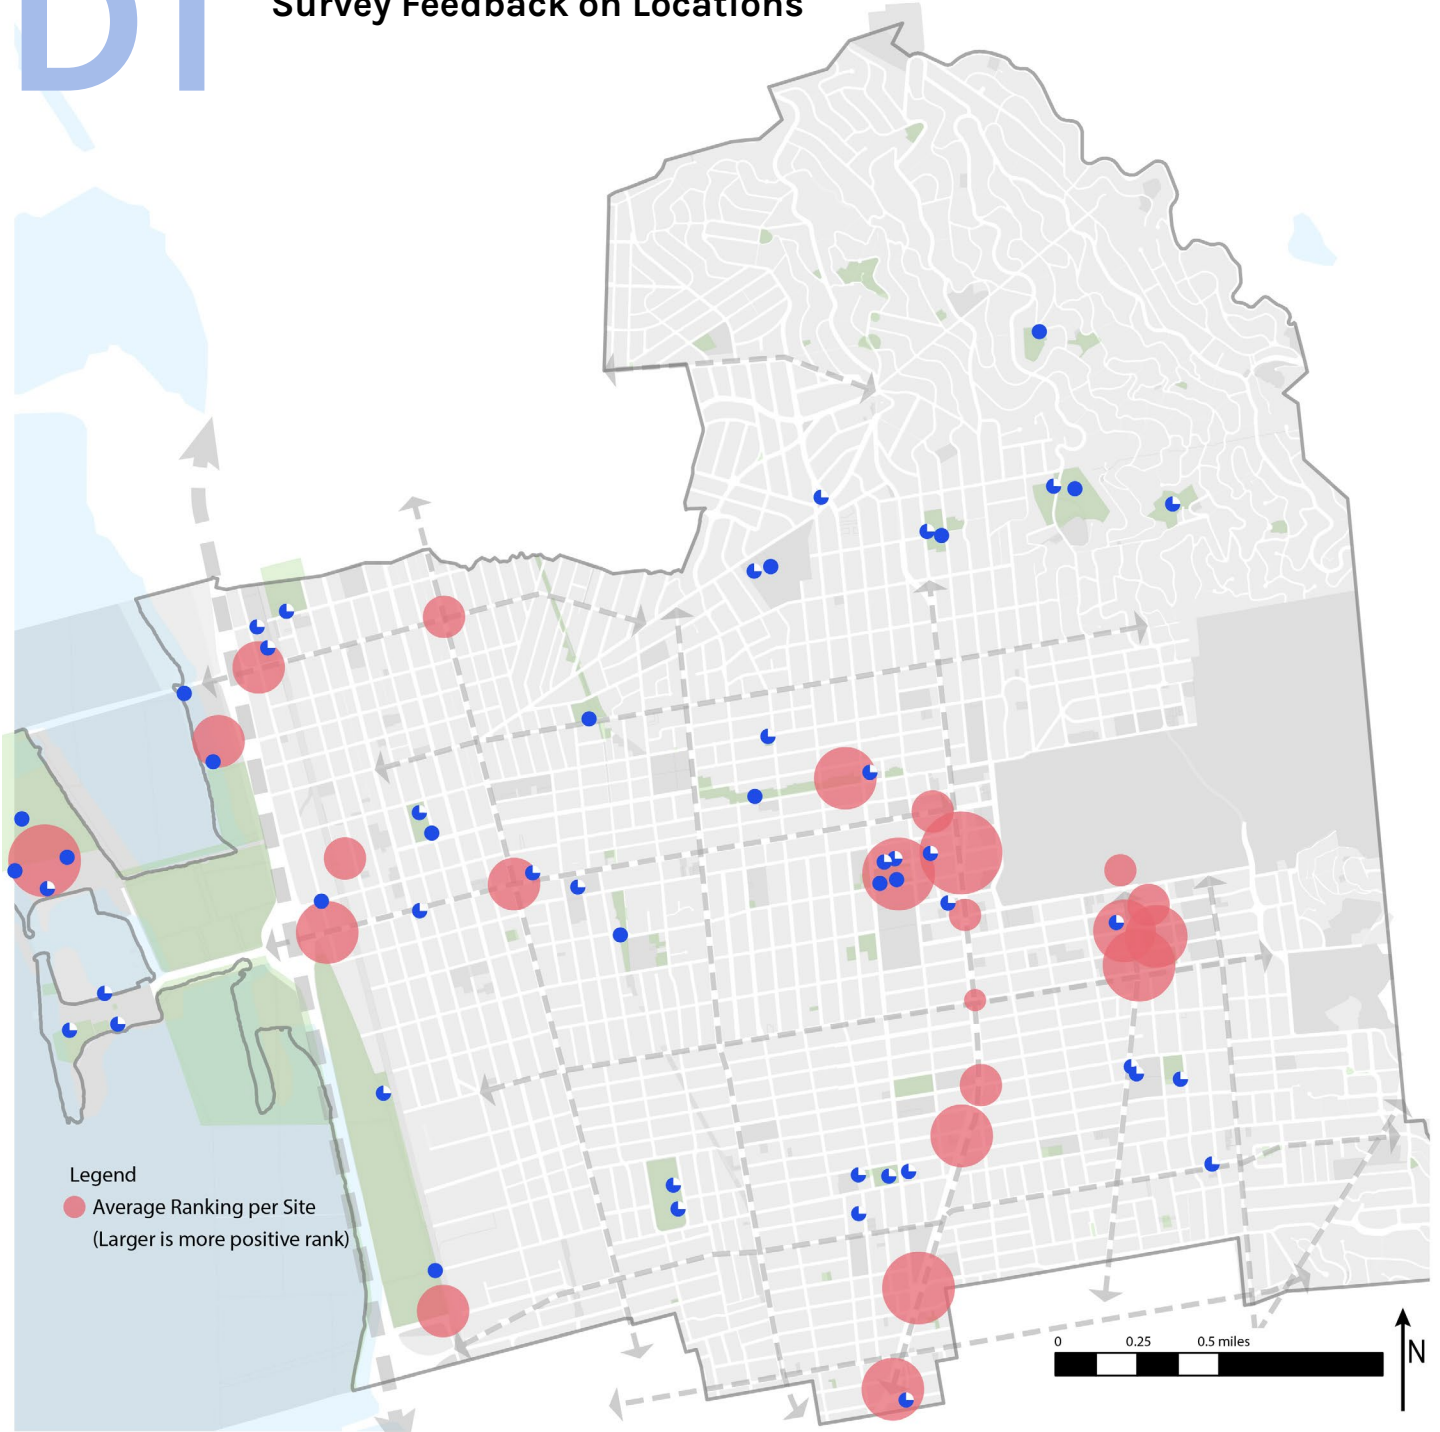 Survey Feedback on Locations
Legend
Average Ranking per Site
(Larger is more positive rank)
0 0.25 0.5 miles
N